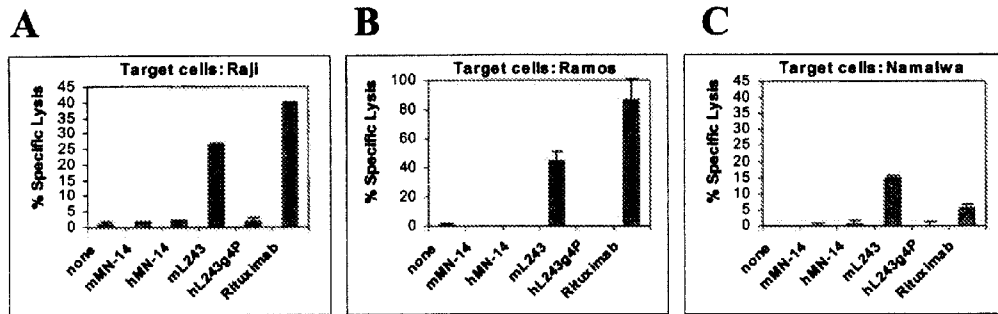 A
Target cells: Raji
% Specific Lysis
45
40
35
30
25
20
15
10
5
0
none
mMN-14
hMN-14
mL243
hL243g4P
Rituximab
B
Target cells: Ramos
% Specific Lysis
100
80
60
40
20
0
none
mMN-14
hMN-14
mL243
hL243g4P
Rituximab
C
Target cells: Namalwa
% Specific Lysis
45
40
35
30
25
20
15
10
5
0
none
mMN-14
hMN-14
mL243
hL243g4P
Rituximab